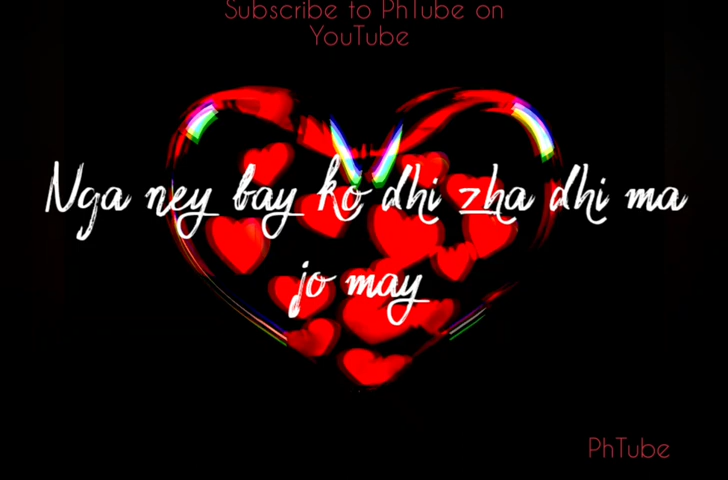 Subscribe to PhTube on
YouTube
Nga ney bay ko dhi zha dhi ma
jo may
PhTube